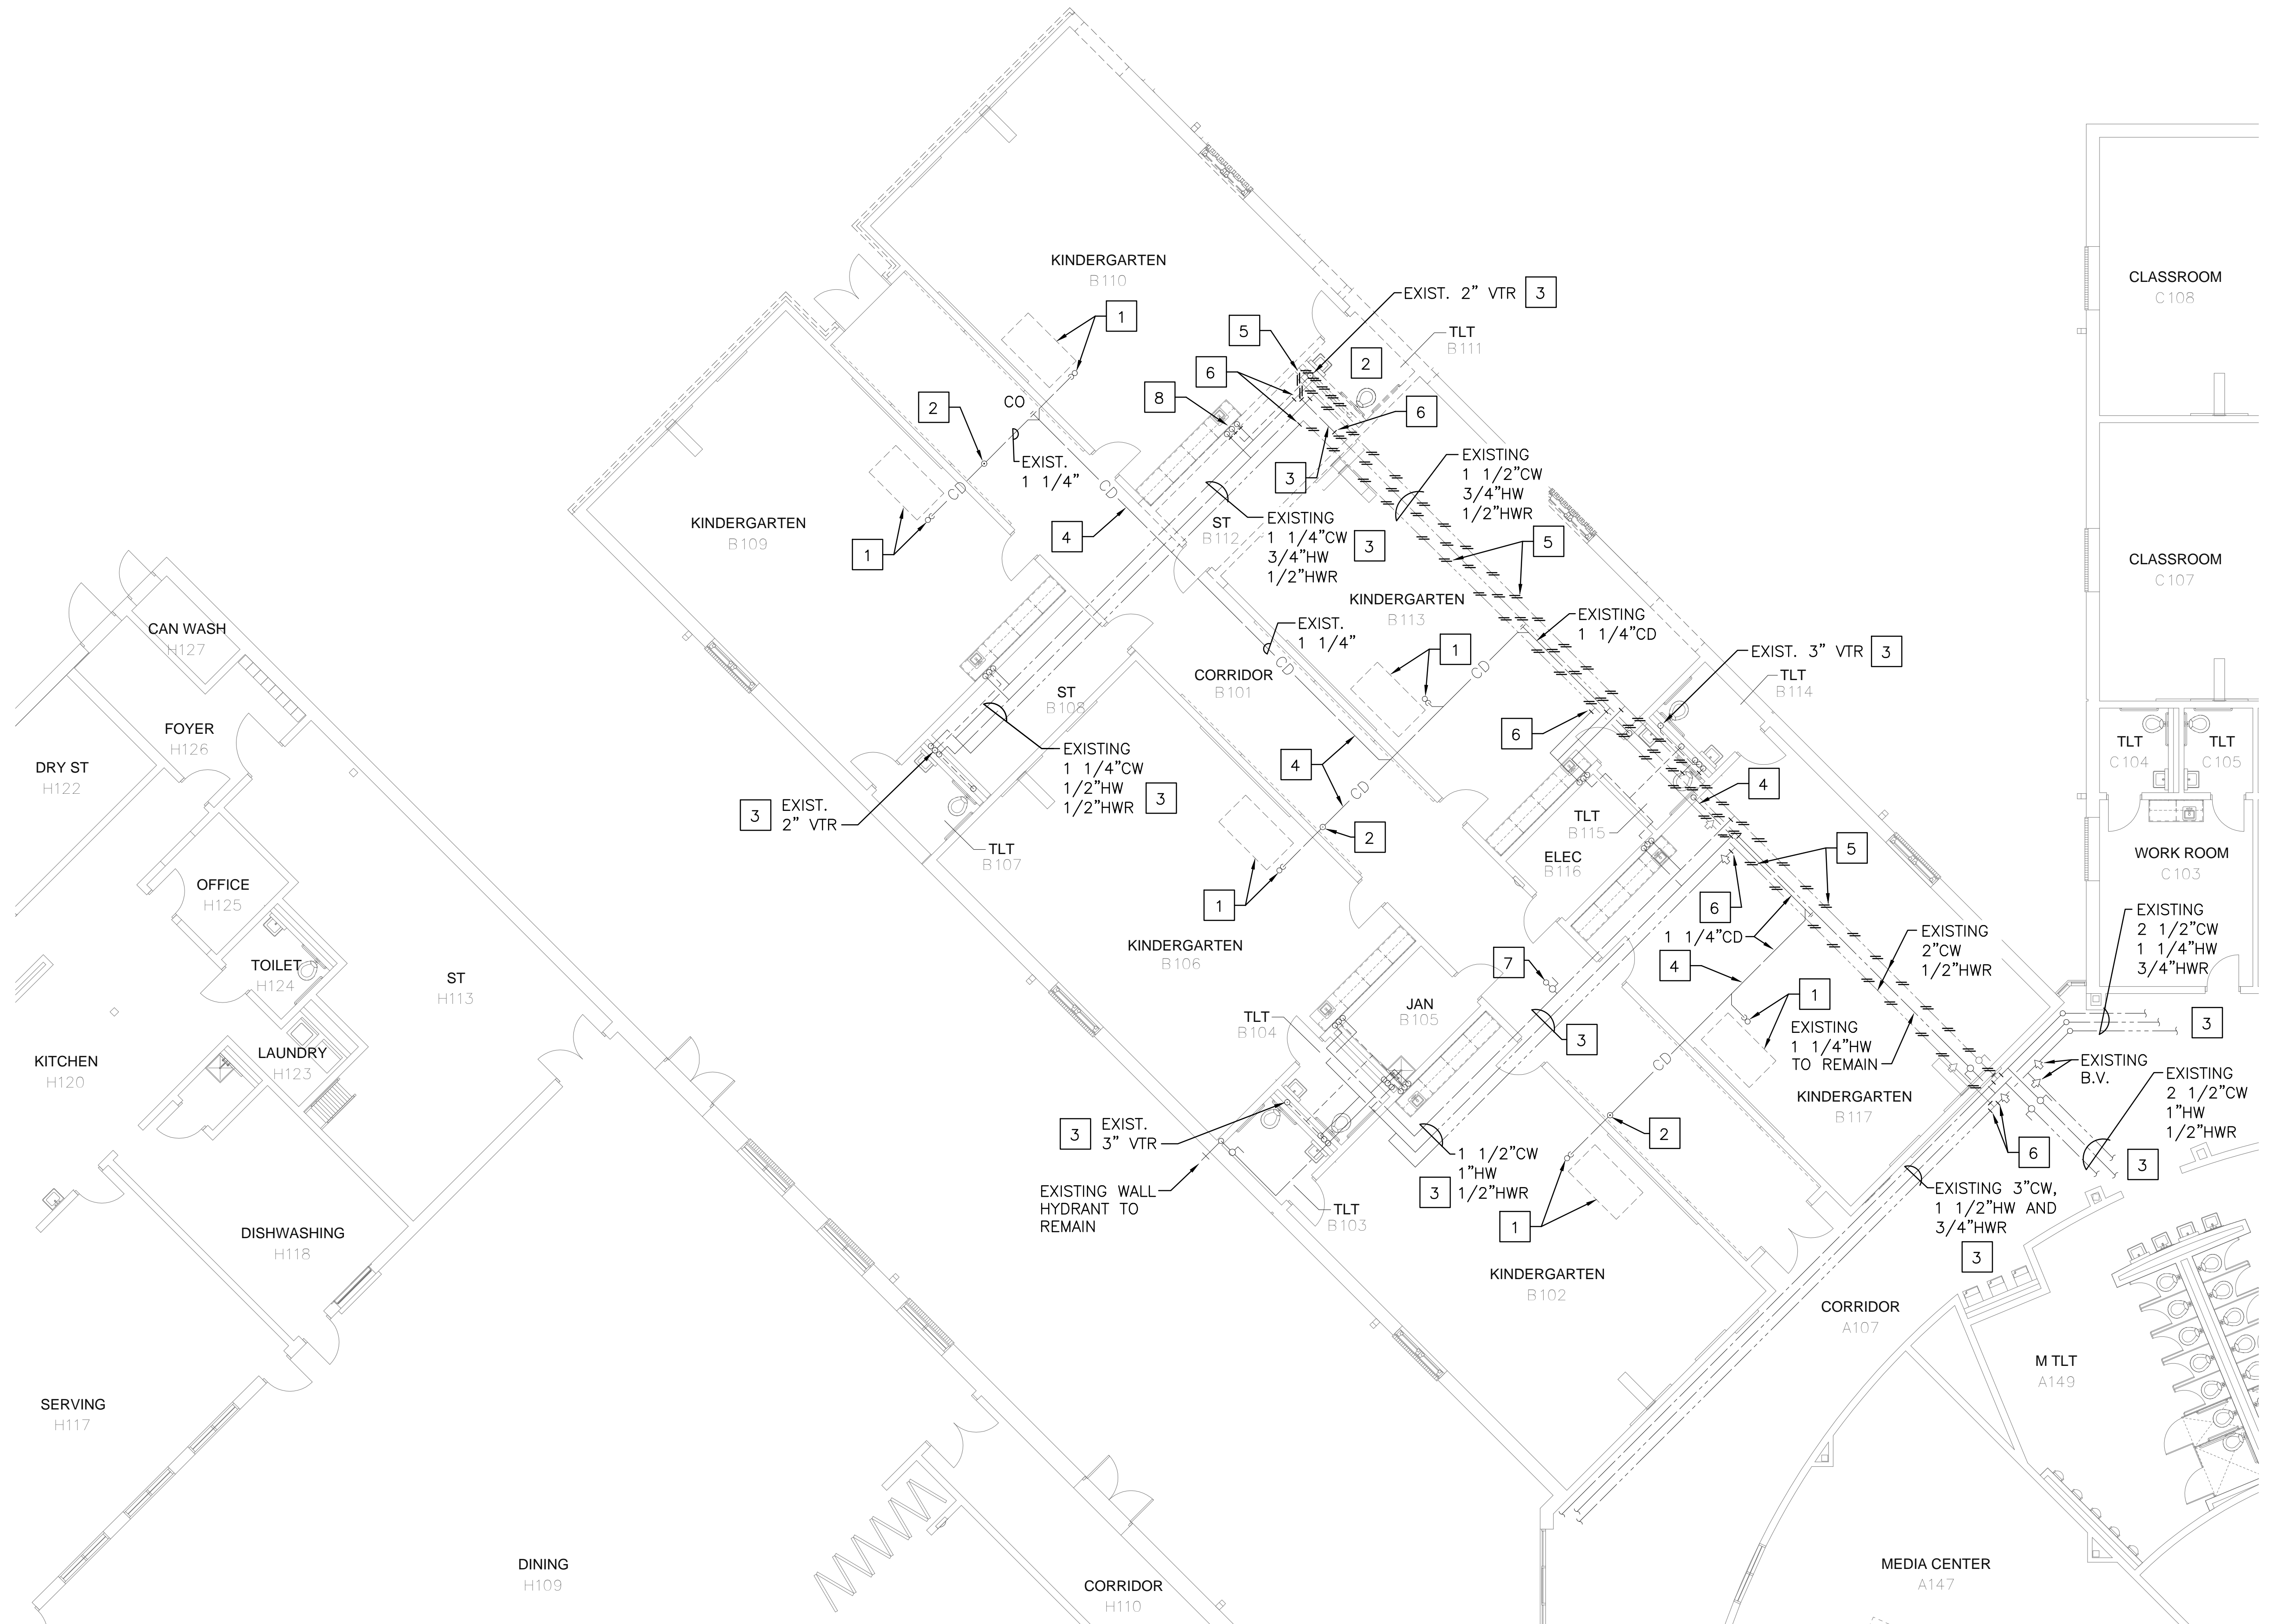 KINDERGARTEN
B110
1
EXIST. 2” VTR 3
TLT
B111
5
2
6
8
6
CO
2
EXIST.
1 1/4”
1
KINDERGARTEN
B109
CD
CD
4
3
ST
B112
EXISTING
1 1/4”CW
3/4”HW
1/2”HWR
3
EXISTING
1 1/2”CW
3/4”HW
1/2”HWR
5
KINDERGARTEN
B113
EXISTING
1 1/4”CD
EXIST.
1 1/4”
1
CD
CD
CORRIDOR
B101
EXIST. 3” VTR 3
TLT
B114
ST
B108
6
4
CD
EXISTING
1 1/4”CW
1/2”HW
1/2”HWR
3
3 EXIST.
2” VTR
TLT
B107
2
1
TLT
B115
4
ELEC
B116
5
6
1 1/4”CD
4
EXISTING
2”CW
1/2”HWR
KINDERGARTEN
B106
7
JAN
B105
TLT
B104
3
CD
1
EXISTING
1 1/4”HW
TO REMAIN
KINDERGARTEN
B117
3 EXIST.
3” VTR
EXISTING WALL
HYDRANT TO
REMAIN
TLT
B103
1 1/2”CW
1”HW
1/2”HWR
3
2
1
KINDERGARTEN
B102
CLASSROOM
C108
CLASSROOM
C107
TLT
C104
TLT
C105
WORK ROOM
C103
EXISTING
2 1/2”CW
1 1/4”HW
3/4”HWR
3
EXISTING
B.V.
EXISTING
2 1/2”CW
1”HW
1/2”HWR
3
6
EXISTING 3”CW,
1 1/2”HW AND
3/4”HWR
3
CORRIDOR
A107
M TLT
A149
MEDIA CENTER
A147
CAN WASH
H127
FOYER
H126
DRY ST
H122
OFFICE
H125
TOILET
H124
ST
H113
LAUNDRY
H123
KITCHEN
H120
DISHWASHING
H118
SERVING
H117
DINING
H109
CORRIDOR
H110